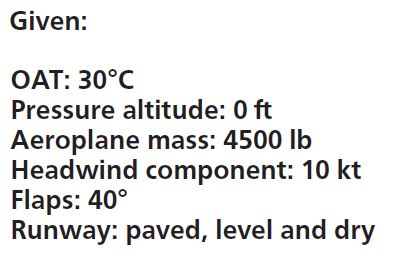 Given:
OAT: 30°C
Pressure altitude: 0 ft
Aeroplane mass: 4500 lb
Headwind component: 10 kt
Flaps: 40°
Runway: paved, level and dry